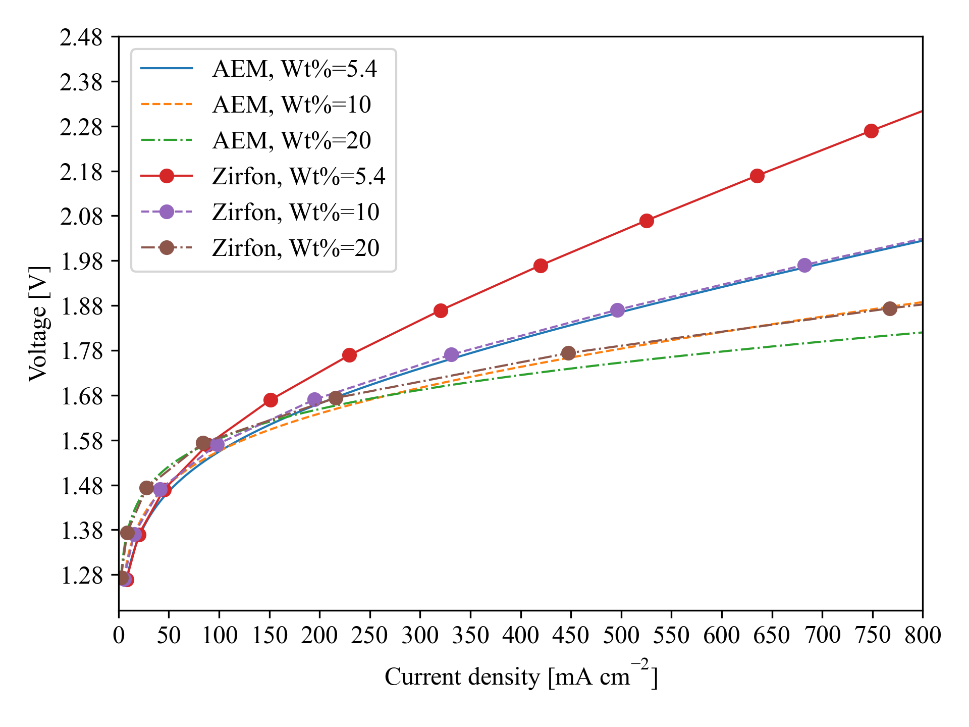 2.48
2.38
2.28
2.18
2.08
1.98
1.88
1.78
1.68
1.58
1.48
1.38
1.28
Voltage [V]
AEM, Wt%=5.4
AEM, Wt%=10
AEM, Wt%=20
Zirfon, Wt%=5.4
Zirfon, Wt%=10
Zirfon, Wt%=20
0 50 100 150 200 250 300 350 400 450 500 550 600 650 700 750 800
Current density [mA cm⁻²]